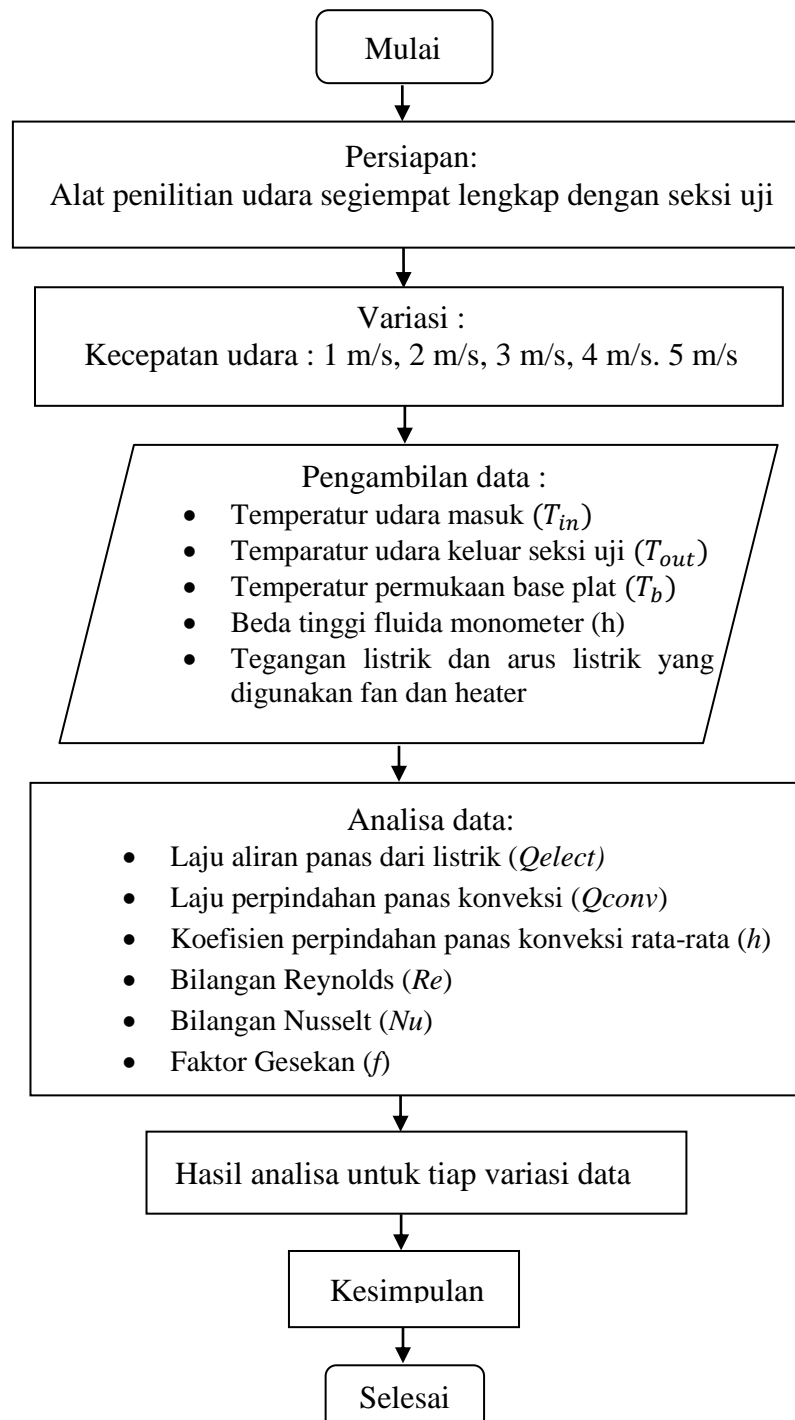 Mulai
Persiapan:
Alat penilitian udara segiempat lengkap dengan seksi uji
Variasi :
Kecepatan udara : 1 m/s, 2 m/s, 3 m/s, 4 m/s. 5 m/s
Pengambilan data :
• Temperatur udara masuk (T_in)
• Temparatur udara keluar seksi uji (T_out)
• Temperatur permukaan base plat (T_b)
• Beda tinggi fluida monometer (h)
• Tegangan listrik dan arus listrik yang
digunakan fan dan heater
Analisa data:
• Laju aliran panas dari listrik (Qelect)
• Laju perpindahan panas konveksi (Qconv)
• Koefisien perpindahan panas konveksi rata-rata (h)
• Bilangan Reynolds (Re)
• Bilangan Nusselt (Nu)
• Faktor Gesekan (f)
Hasil analisa untuk tiap variasi data
Kesimpulan
Selesai